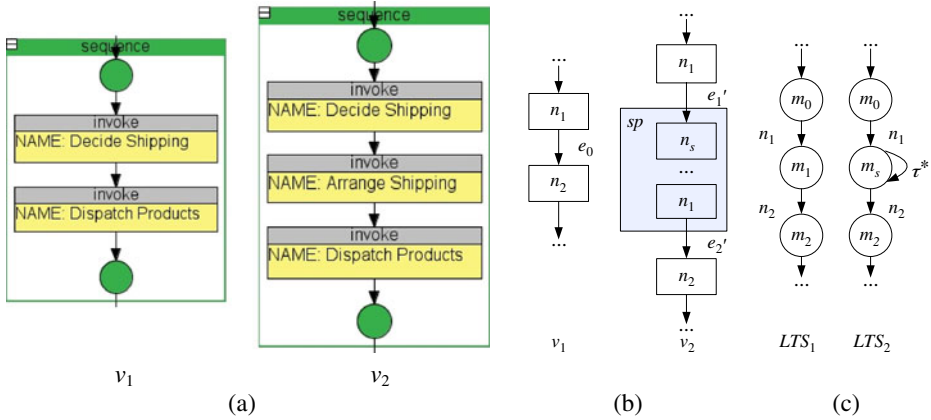 sequence
invoke
NAME: Decide Shipping
invoke
NAME: Dispatch Products
v1
sequence
invoke
NAME: Decide Shipping
invoke
NAME: Arrange Shipping
invoke
NAME: Dispatch Products
v2
(a)
...
n1
e0
n2
...
v1
...
n1
e1′
sp
ns
...
n1
e2′
n2
...
v2
(b)
...
m0
n1
m1
n2
m2
...
LTS1
...
m0
n1
ms
τ*
n2
m2
...
LTS2
(c)